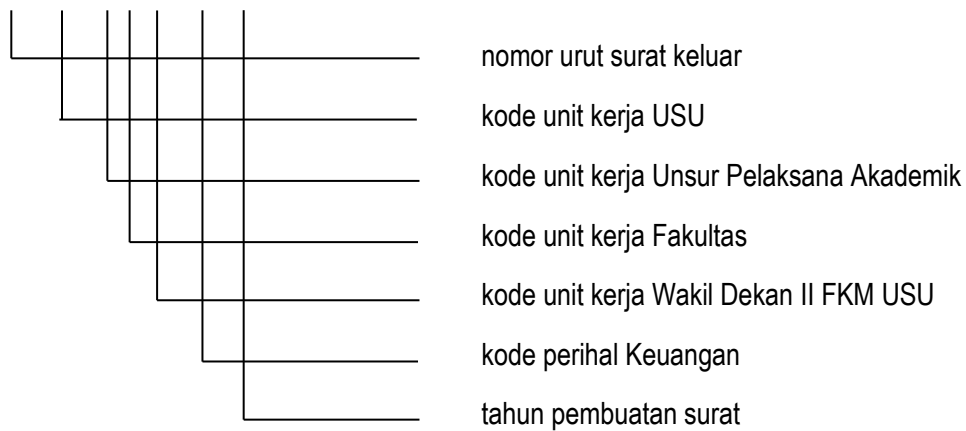 nomor urut surat keluar
kode unit kerja USU
kode unit kerja Unsur Pelaksana Akademik
kode unit kerja Fakultas
kode unit kerja Wakil Dekan II FKM USU
kode perihal Keuangan
tahun pembuatan surat